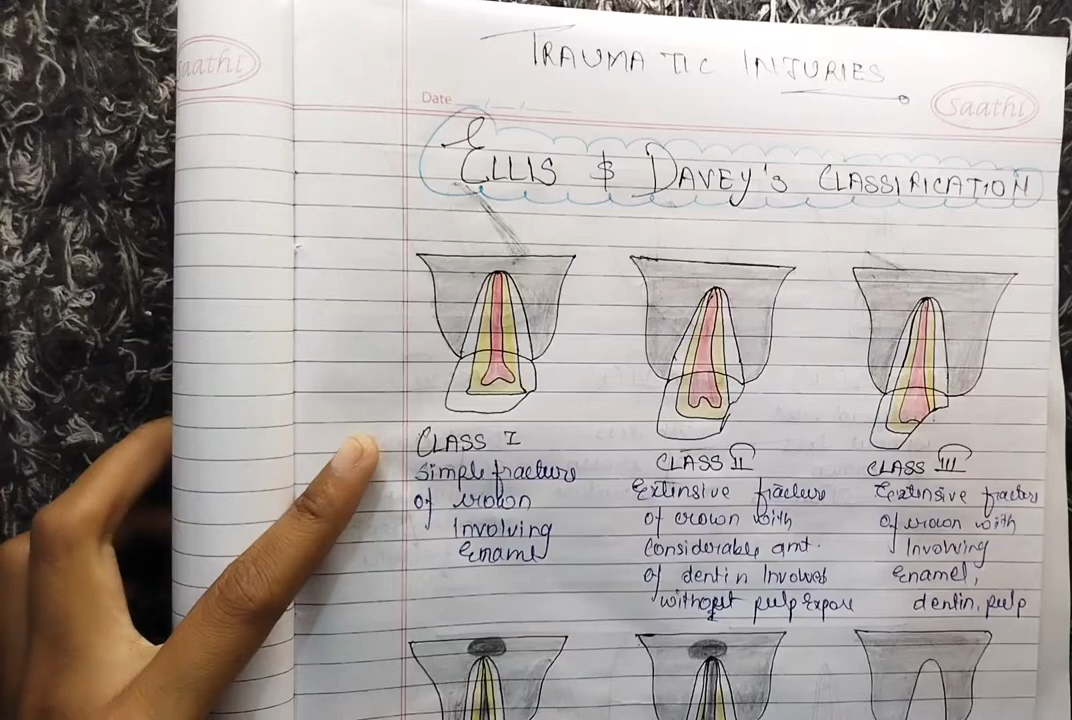 TRAUMATIC INJURIES
saathi
Date
saathi
ELLIS & DAVEY'S CLASSIFICATION
CLASS I
Simple fracture
of crown
Involving
Enamel
CLASS II
Extensive fracture
of crown with
Considerable amt.
of dentin Involved
without pulp Expose
CLASS III
Extensive fracture
of crown with
Involving
Enamel,
dentin, pulp